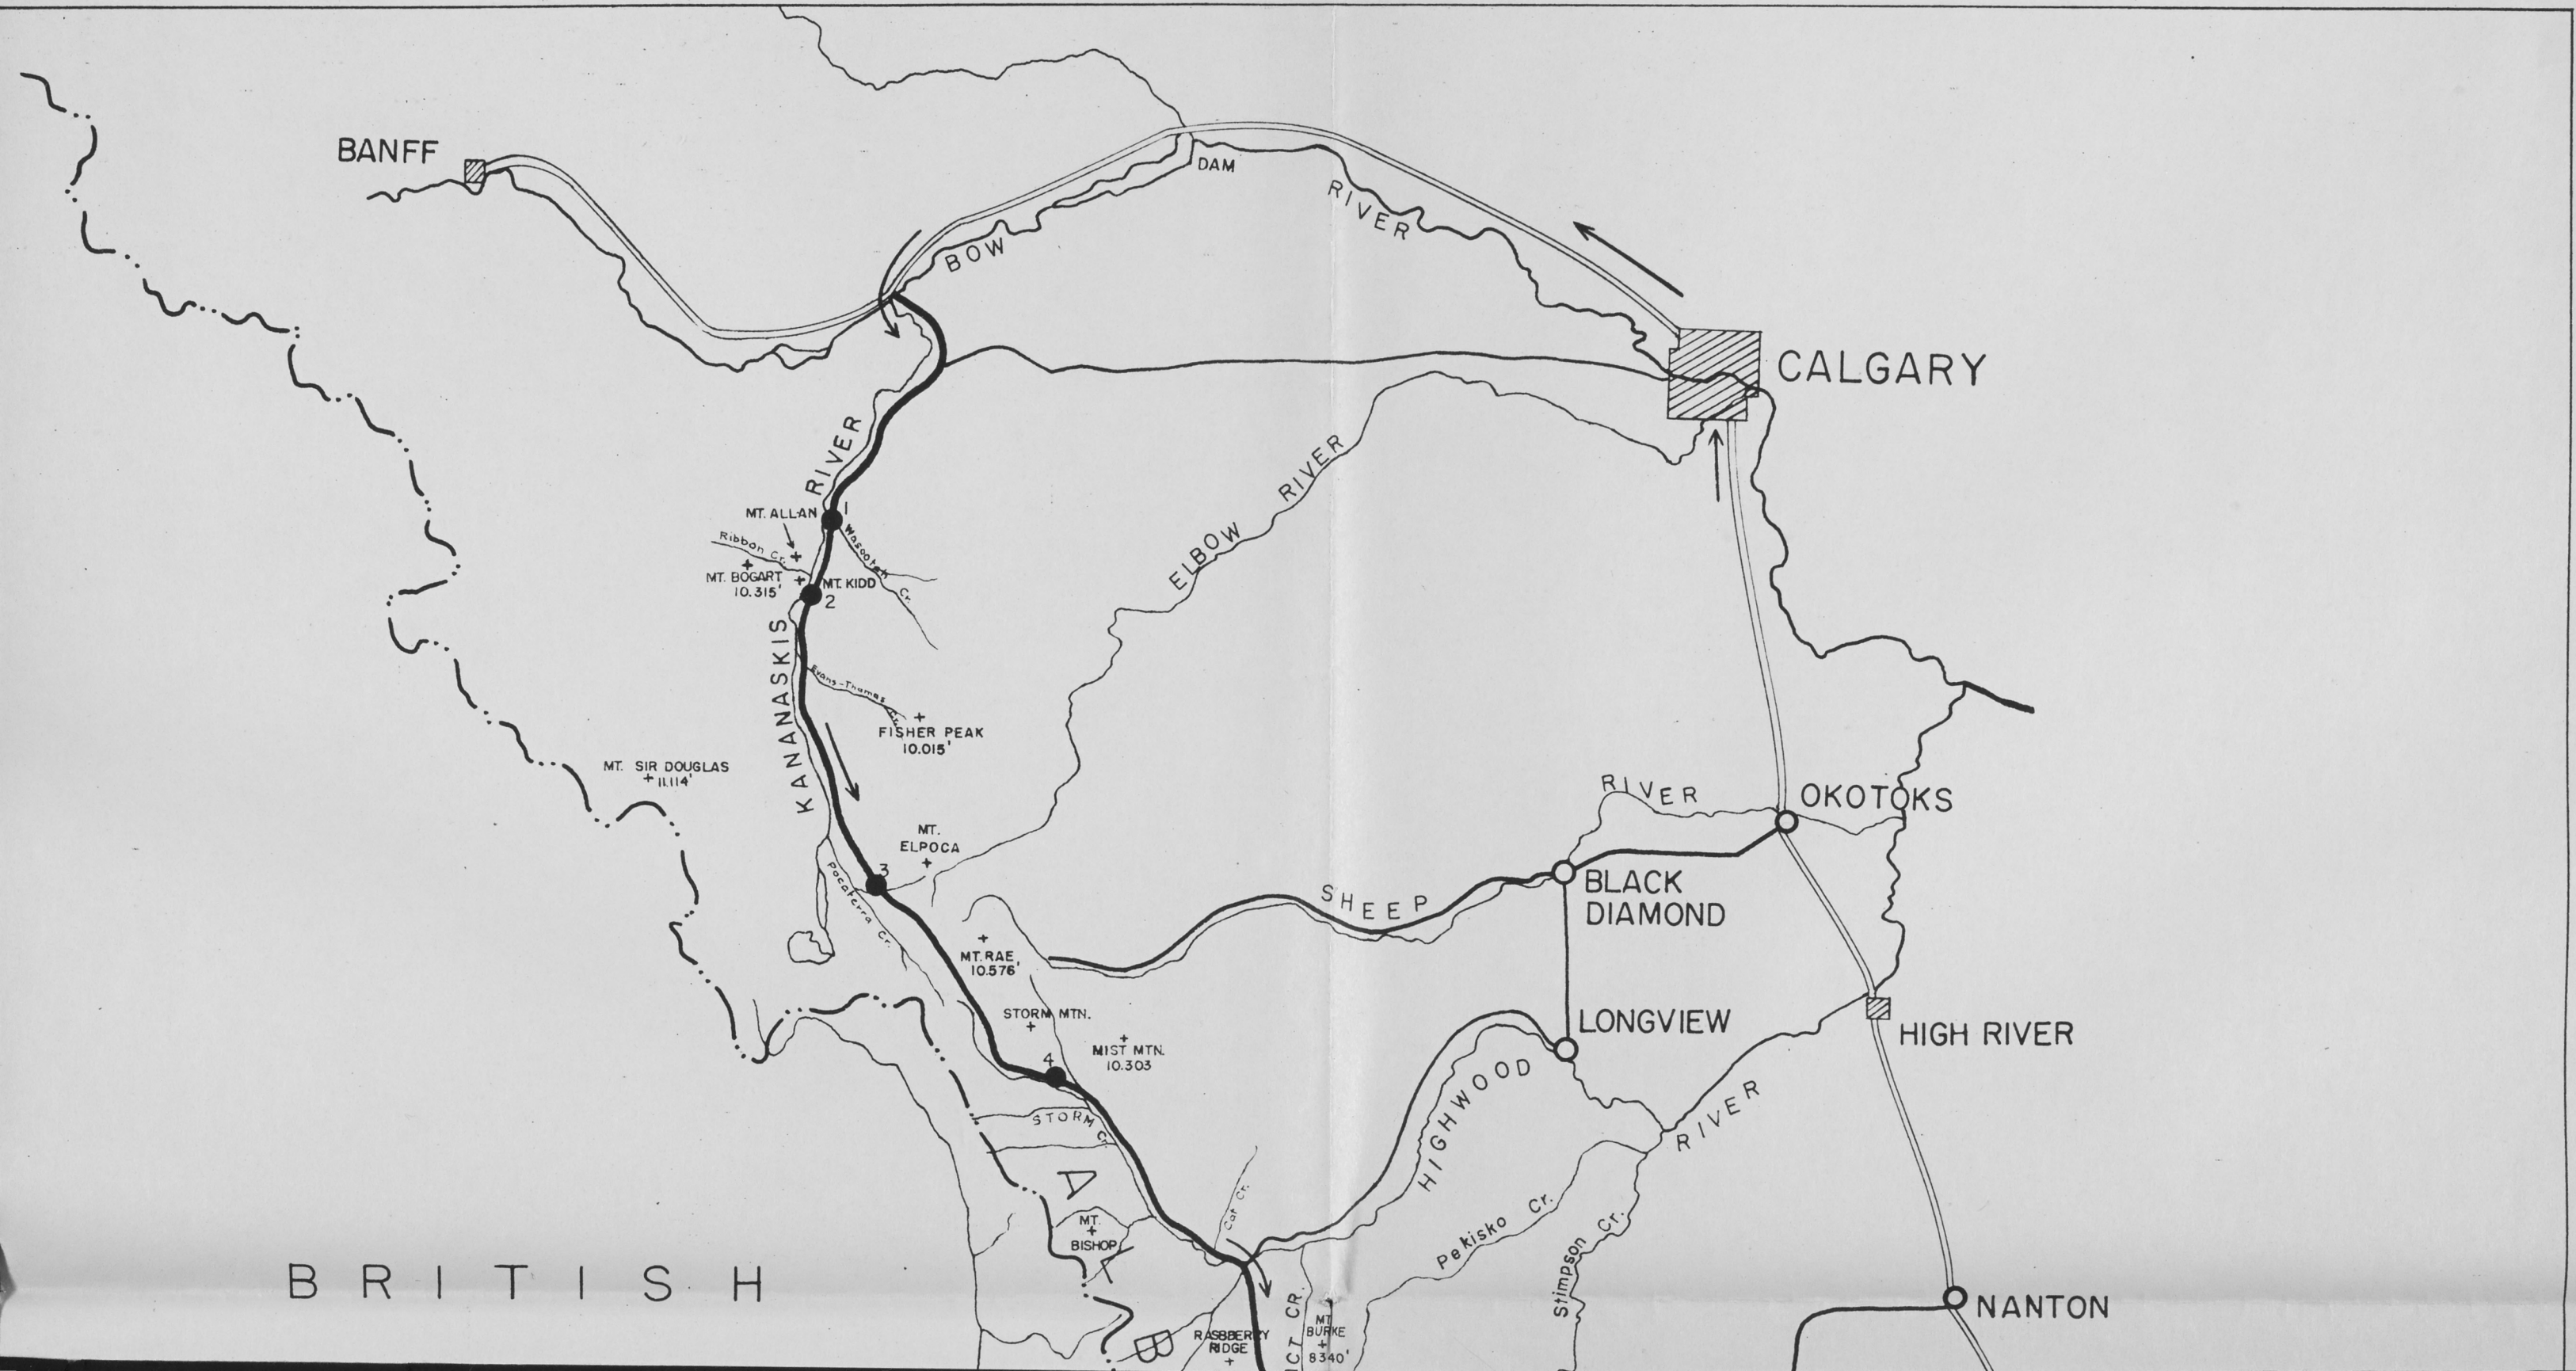 BANFF
DAM
RIVER
BOW
CALGARY
RIVER
MT. ALLAN
1
Ribbon Cr.
Wasootch
Cr.
MT. BOGART
10.315'
MT. KIDD
2
ELBOW RIVER
KANANASKIS
Evans-Thomas
FISHER PEAK
10.015'
MT. SIR DOUGLAS
11.114'
RIVER
OKOTOKS
MT.
ELPOCA
3
Pocaterra Cr.
SHEEP
BLACK
DIAMOND
MT. RAE
10.576'
STORM MTN.
4
MIST MTN.
10.303
LONGVIEW
HIGH RIVER
HIGHWOOD
RIVER
STORM Cr.
A
Cat Cr.
MT.
BISHOP
L
Pekisko Cr.
Stimpson Cr.
BRITISH
NANTON
B
RASBBERRY
RIDGE
CT CR.
MT
BURKE
8340'